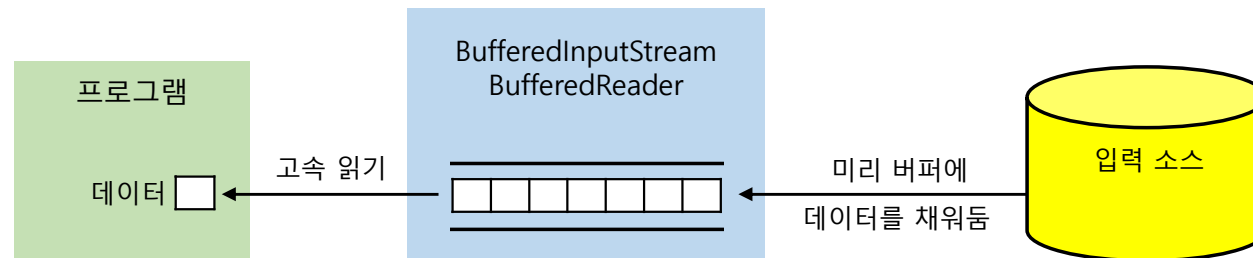 프로그램
데이터
고속 읽기
BufferedInputStream
BufferedReader
미리 버퍼에
데이터를 채워둠
입력 소스